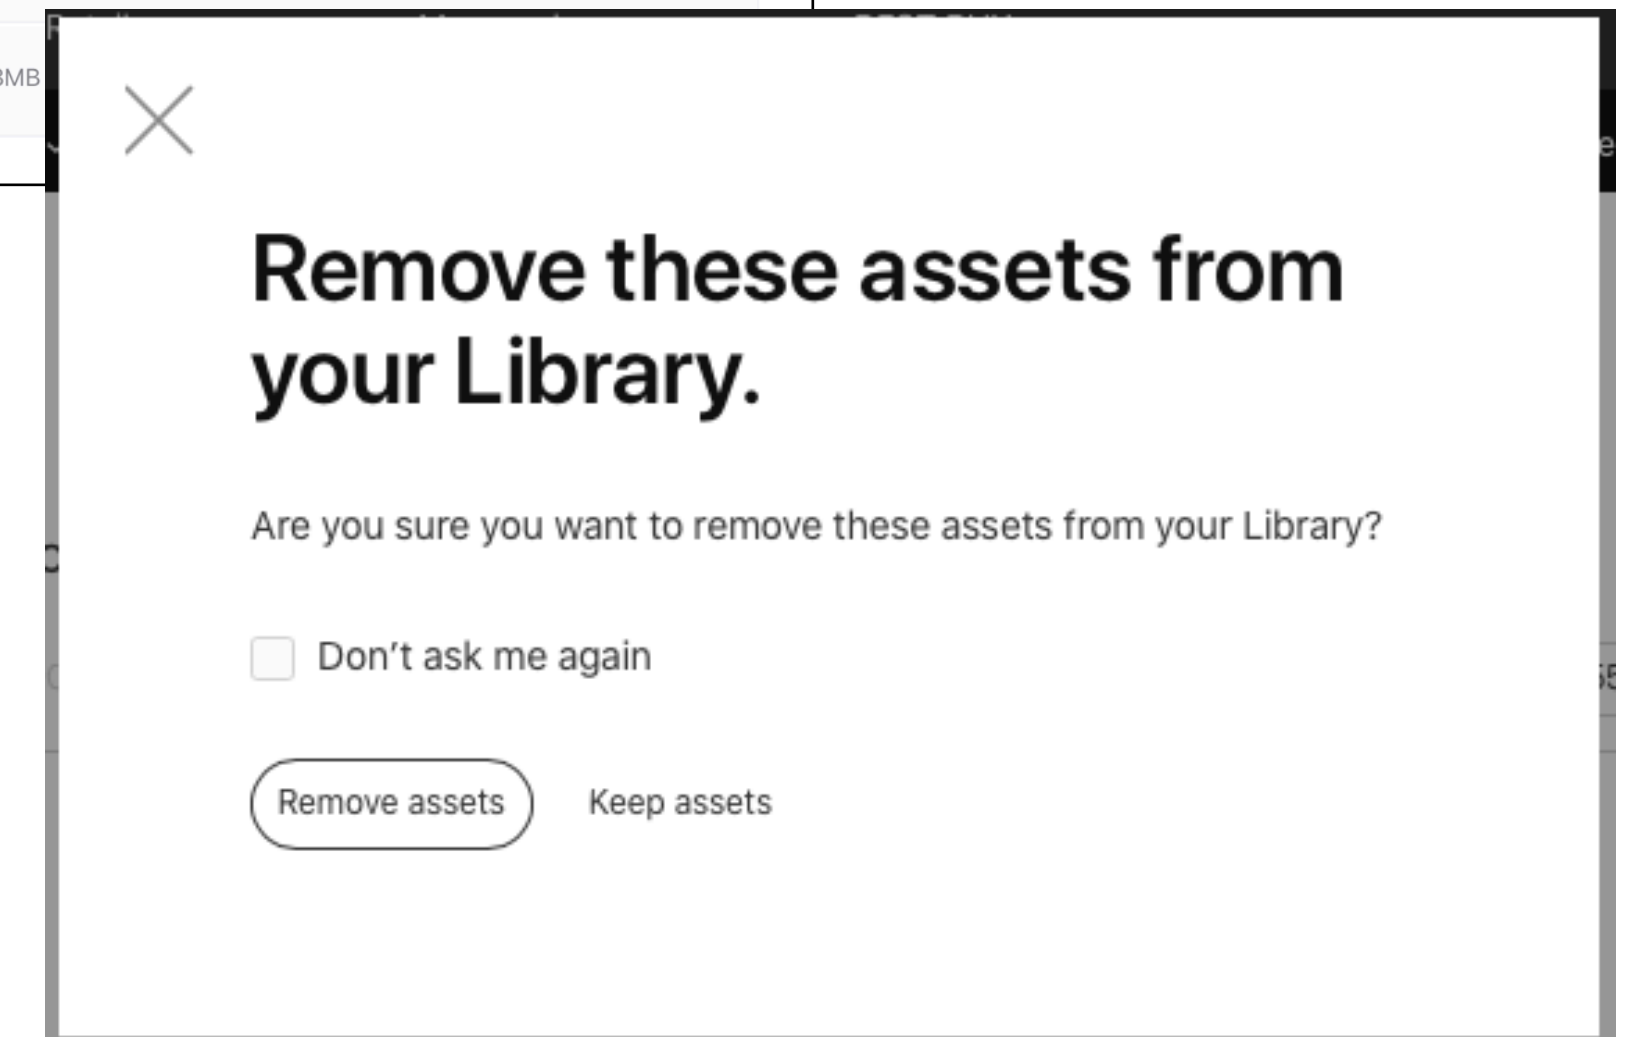 3MB
Remove these assets from
your Library.
Are you sure you want to remove these assets from your Library?
Don’t ask me again
Remove assets
Keep assets